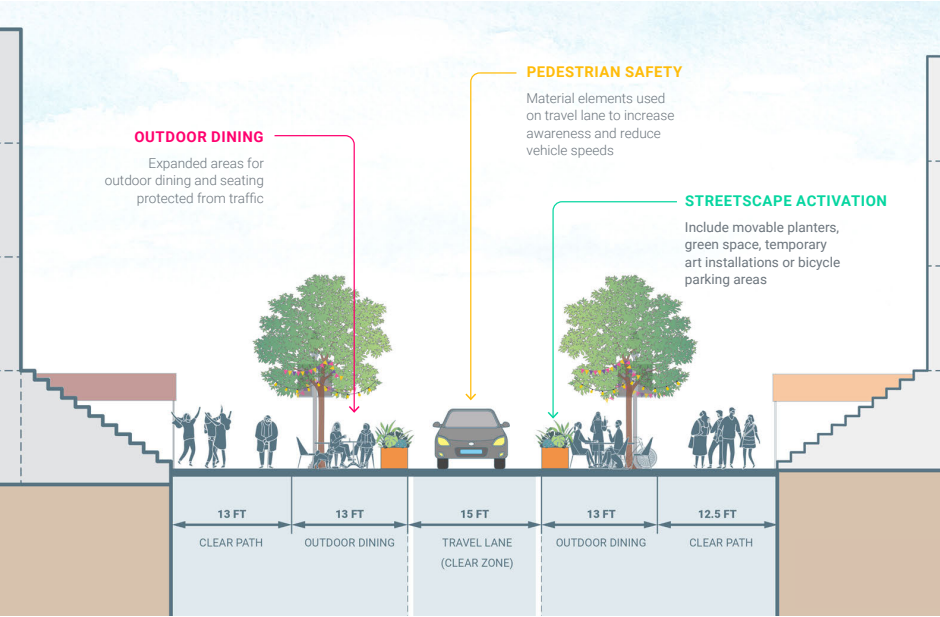 PEDESTRIAN SAFETY
Material elements used
on travel lane to increase
awareness and reduce
vehicle speeds
OUTDOOR DINING
Expanded areas for
outdoor dining and seating
protected from traffic
STREETSCAPE ACTIVATION
Include movable planters,
green space, temporary
art installations or bicycle
parking areas
13 FT
13 FT
15 FT
13 FT
12.5 FT
CLEAR PATH
OUTDOOR DINING
TRAVEL LANE
(CLEAR ZONE)
OUTDOOR DINING
CLEAR PATH